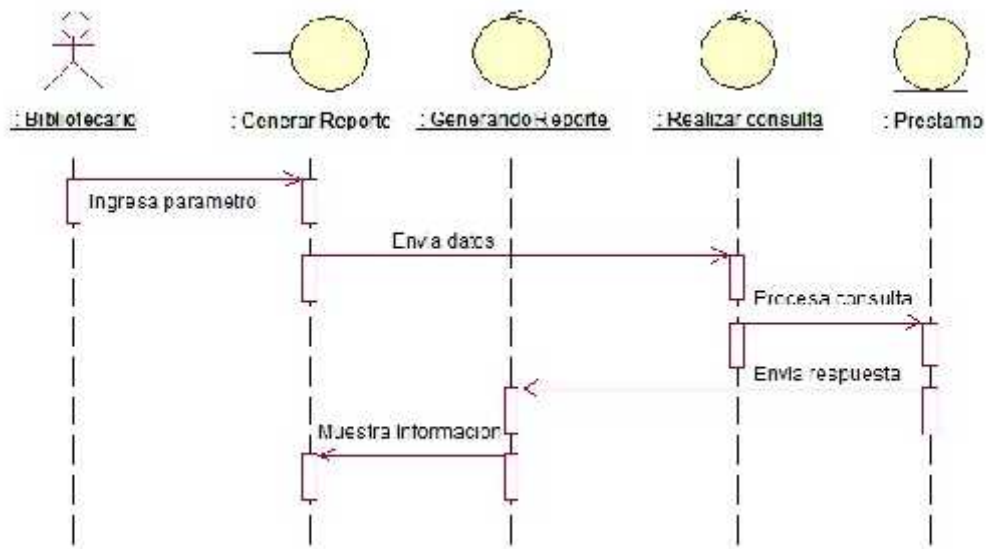 : Bibliotecario
: Generar Reporte
: Generando Reporte
: Realizar consulta
: Prestamo
Ingresa parametro
Envia datos
Procesa consulta
Envia respuesta
Muestra informacion